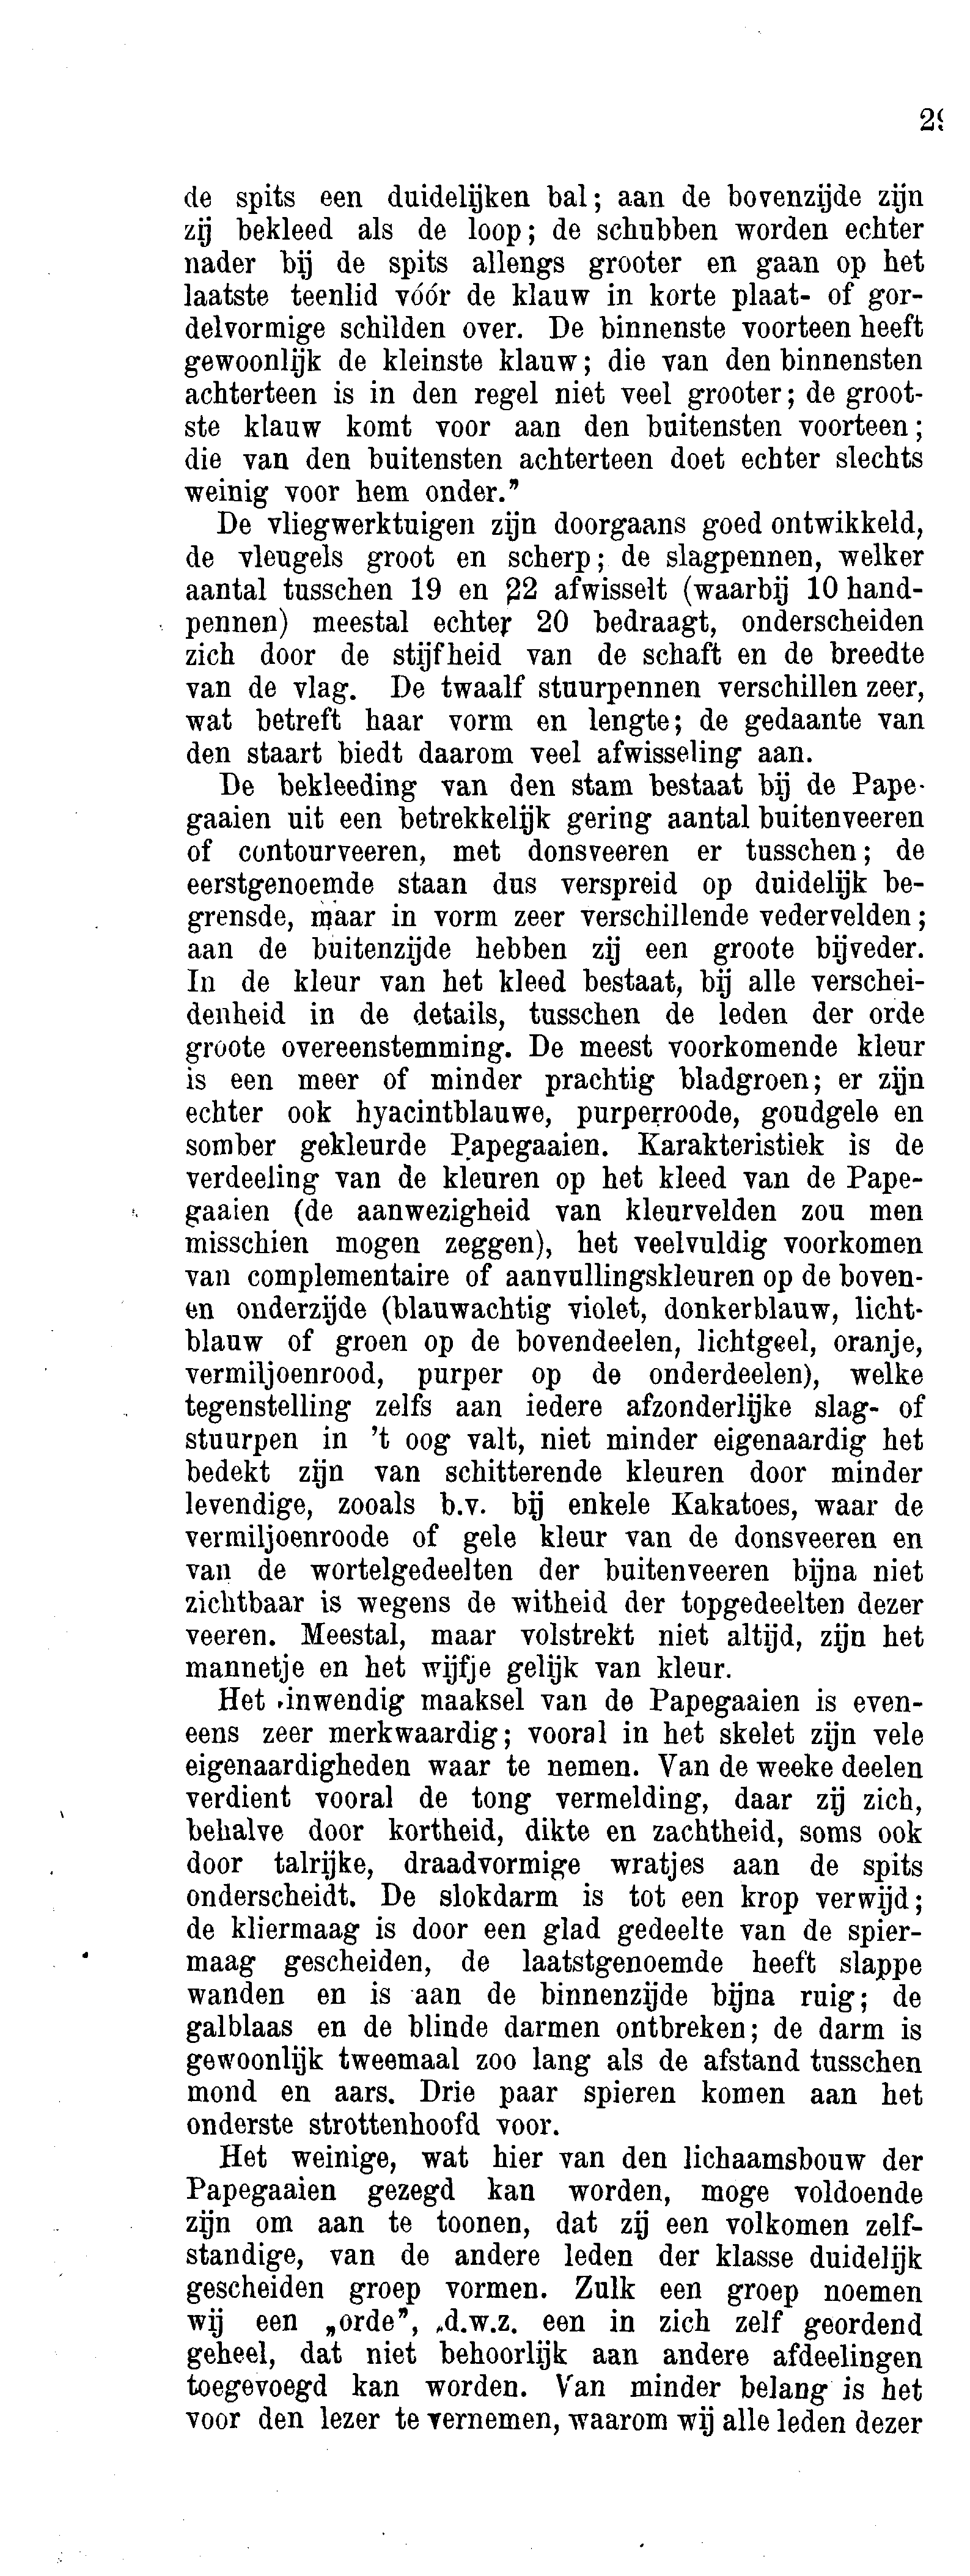 29
de spits een duidelijken bal; aan de bovenzijde zijn
zij bekleed als de loop; de schubben worden echter
nader bij de spits allengs grooter en gaan op het
laatste teenlid vóór de klauw in korte plaat- of gor-
delvormige schilden over. De binnenste voorteen heeft
gewoonlijk de kleinste klauw; die van den binnensten
achterteen is in den regel niet veel grooter; de groot-
ste klauw komt voor aan den buitensten voorteen;
die van den buitensten achterteen doet echter slechts
weinig voor hem onder.”
De vliegwerktuigen zijn doorgaans goed ontwikkeld,
de vleugels groot en scherp; de slagpennen, welker
aantal tusschen 19 en 22 afwisselt (waarbij 10 hand-
pennen) meestal echter 20 bedraagt, onderscheiden
zich door de stijfheid van de schaft en de breedte
van de vlag. De twaalf stuurpennen verschillen zeer,
wat betreft haar vorm en lengte; de gedaante van
den staart biedt daarom veel afwisseling aan.
De bekleeding van den stam bestaat bij de Pape-
gaaien uit een betrekkelijk gering aantal buitenveeren
of contourveeren, met donsveeren er tusschen; de
eerstgenoemde staan dus verspreid op duidelijk be-
grensde, maar in vorm zeer verschillende vedervelden;
aan de buitenzijde hebben zij een groote bijveder.
In de kleur van het kleed bestaat, bij alle verschei-
denheid in de details, tusschen de leden der orde
groote overeenstemming. De meest voorkomende kleur
is een meer of minder prachtig bladgroen; er zijn
echter ook hyacintblauwe, purperroode, goudgele en
somber gekleurde Papegaaien. Karakteristiek is de
verdeeling van de kleuren op het kleed van de Pape-
gaaien (de aanwezigheid van kleurvelden zou men
misschien mogen zeggen), het veelvuldig voorkomen
van complementaire of aanvullingskleuren op de boven-
en onderzijde (blauwachtig violet, donkerblauw, licht-
blauw of groen op de bovendeelen, lichtgeel, oranje,
vermiljoenrood, purper op de onderdeelen), welke
tegenstelling zelfs aan iedere afzonderlijke slag- of
stuurpen in ’t oog valt, niet minder eigenaardig het
bedekt zijn van schitterende kleuren door minder
levendige, zooals b.v. bij enkele Kakatoes, waar de
vermiljoenroode of gele kleur van de donsveeren en
van de wortelgedeelten der buitenveeren bijna niet
zichtbaar is wegens de witheid der topgedeelten dezer
veeren. Meestal, maar volstrekt niet altijd, zijn het
mannetje en het wijfje gelijk van kleur.
Het inwendig maaksel van de Papegaaien is even-
eens zeer merkwaardig; vooral in het skelet zijn vele
eigenaardigheden waar te nemen. Van de weeke deelen
verdient vooral de tong vermelding, daar zij zich,
behalve door kortheid, dikte en zachtheid, soms ook
door talrijke, draadvormige wratjes aan de spits
onderscheidt. De slokdarm is tot een krop verwijd;
de kliermaag is door een glad gedeelte van de spier-
maag gescheiden, de laatstgenoemde heeft slappe
wanden en is aan de binnenzijde bijna ruig; de
galblaas en de blinde darmen ontbreken; de darm is
gewoonlijk tweemaal zoo lang als de afstand tusschen
mond en aars. Drie paar spieren komen aan het
onderste strottenhoofd voor.
Het weinige, wat hier van den lichaamsbouw der
Papegaaien gezegd kan worden, moge voldoende
zijn om aan te toonen, dat zij een volkomen zelf-
standige, van de andere leden der klasse duidelijk
gescheiden groep vormen. Zulk een groep noemen
wij een „orde”, d.w.z. een in zich zelf geordend
geheel, dat niet behoorlijk aan andere afdeelingen
toegevoegd kan worden. Van minder belang is het
voor den lezer te vernemen, waarom wij alle leden dezer